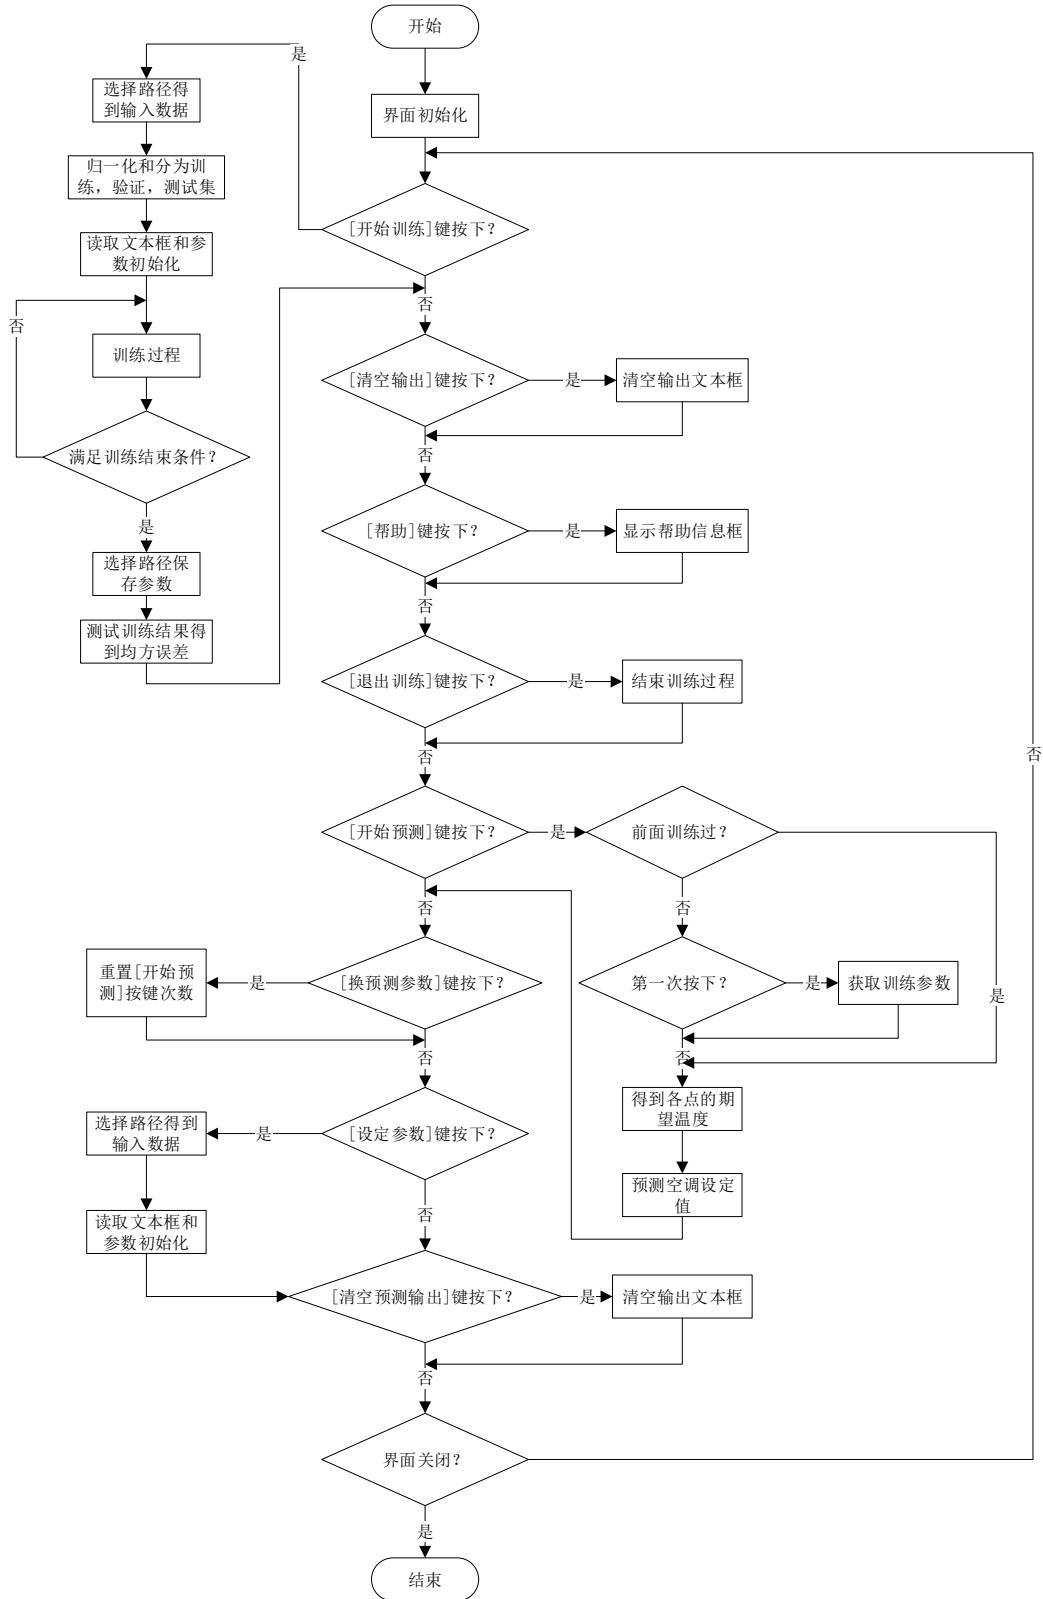 开始
是
选择路径得
到输入数据
界面初始化
归一化和分为训
练，验证，测试集
[开始训练]键按下？
读取文本框和参
数初始化
否
否
训练过程
[清空输出]键按下？
是
清空输出文本框
满足训练结束条件？
否
是
[帮助]键按下？
是
显示帮助信息框
选择路径保
存参数
否
测试训练结果得
到均方误差
[退出训练]键按下？
是
结束训练过程
否
否
[开始预测]键按下？
是
前面训练过？
否
否
重置[开始预
测]按键次数
是
[换预测参数]键按下？
第一次按下？
是
获取训练参数
是
否
否
得到各点的期
望温度
选择路径得到
输入数据
是
[设定参数]键按下？
预测空调设定
值
读取文本框和
参数初始化
否
[清空预测输出]键按下？
是
清空输出文本框
否
界面关闭？
是
结束